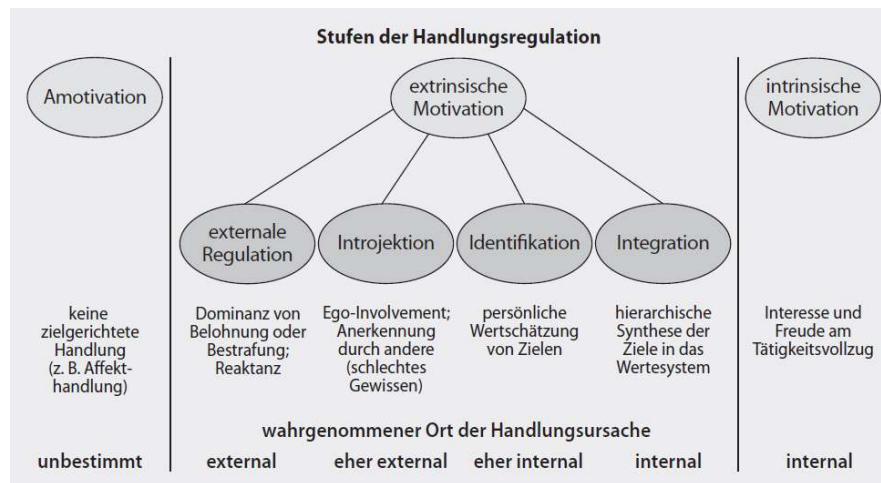 Stufen der Handlungsregulation
Amotivation
extrinsische
Motivation
intrinsische
Motivation
externale
Regulation
Introjektion
Identifikation
Integration
keine
zielgerichtete
Handlung
(z. B. Affekt-
handlung)
Dominanz von
Belohnung oder
Bestrafung;
Reaktanz
Ego-Involvement;
Anerkennung
durch andere
(schlechtes
Gewissen)
persönliche
Wertschätzung
von Zielen
hierarchische
Synthese der
Ziele in das
Wertesystem
Interesse und
Freude am
Tätigkeitsvollzug
wahrgenommener Ort der Handlungsursache
unbestimmt
external
eher external
eher internal
internal
internal